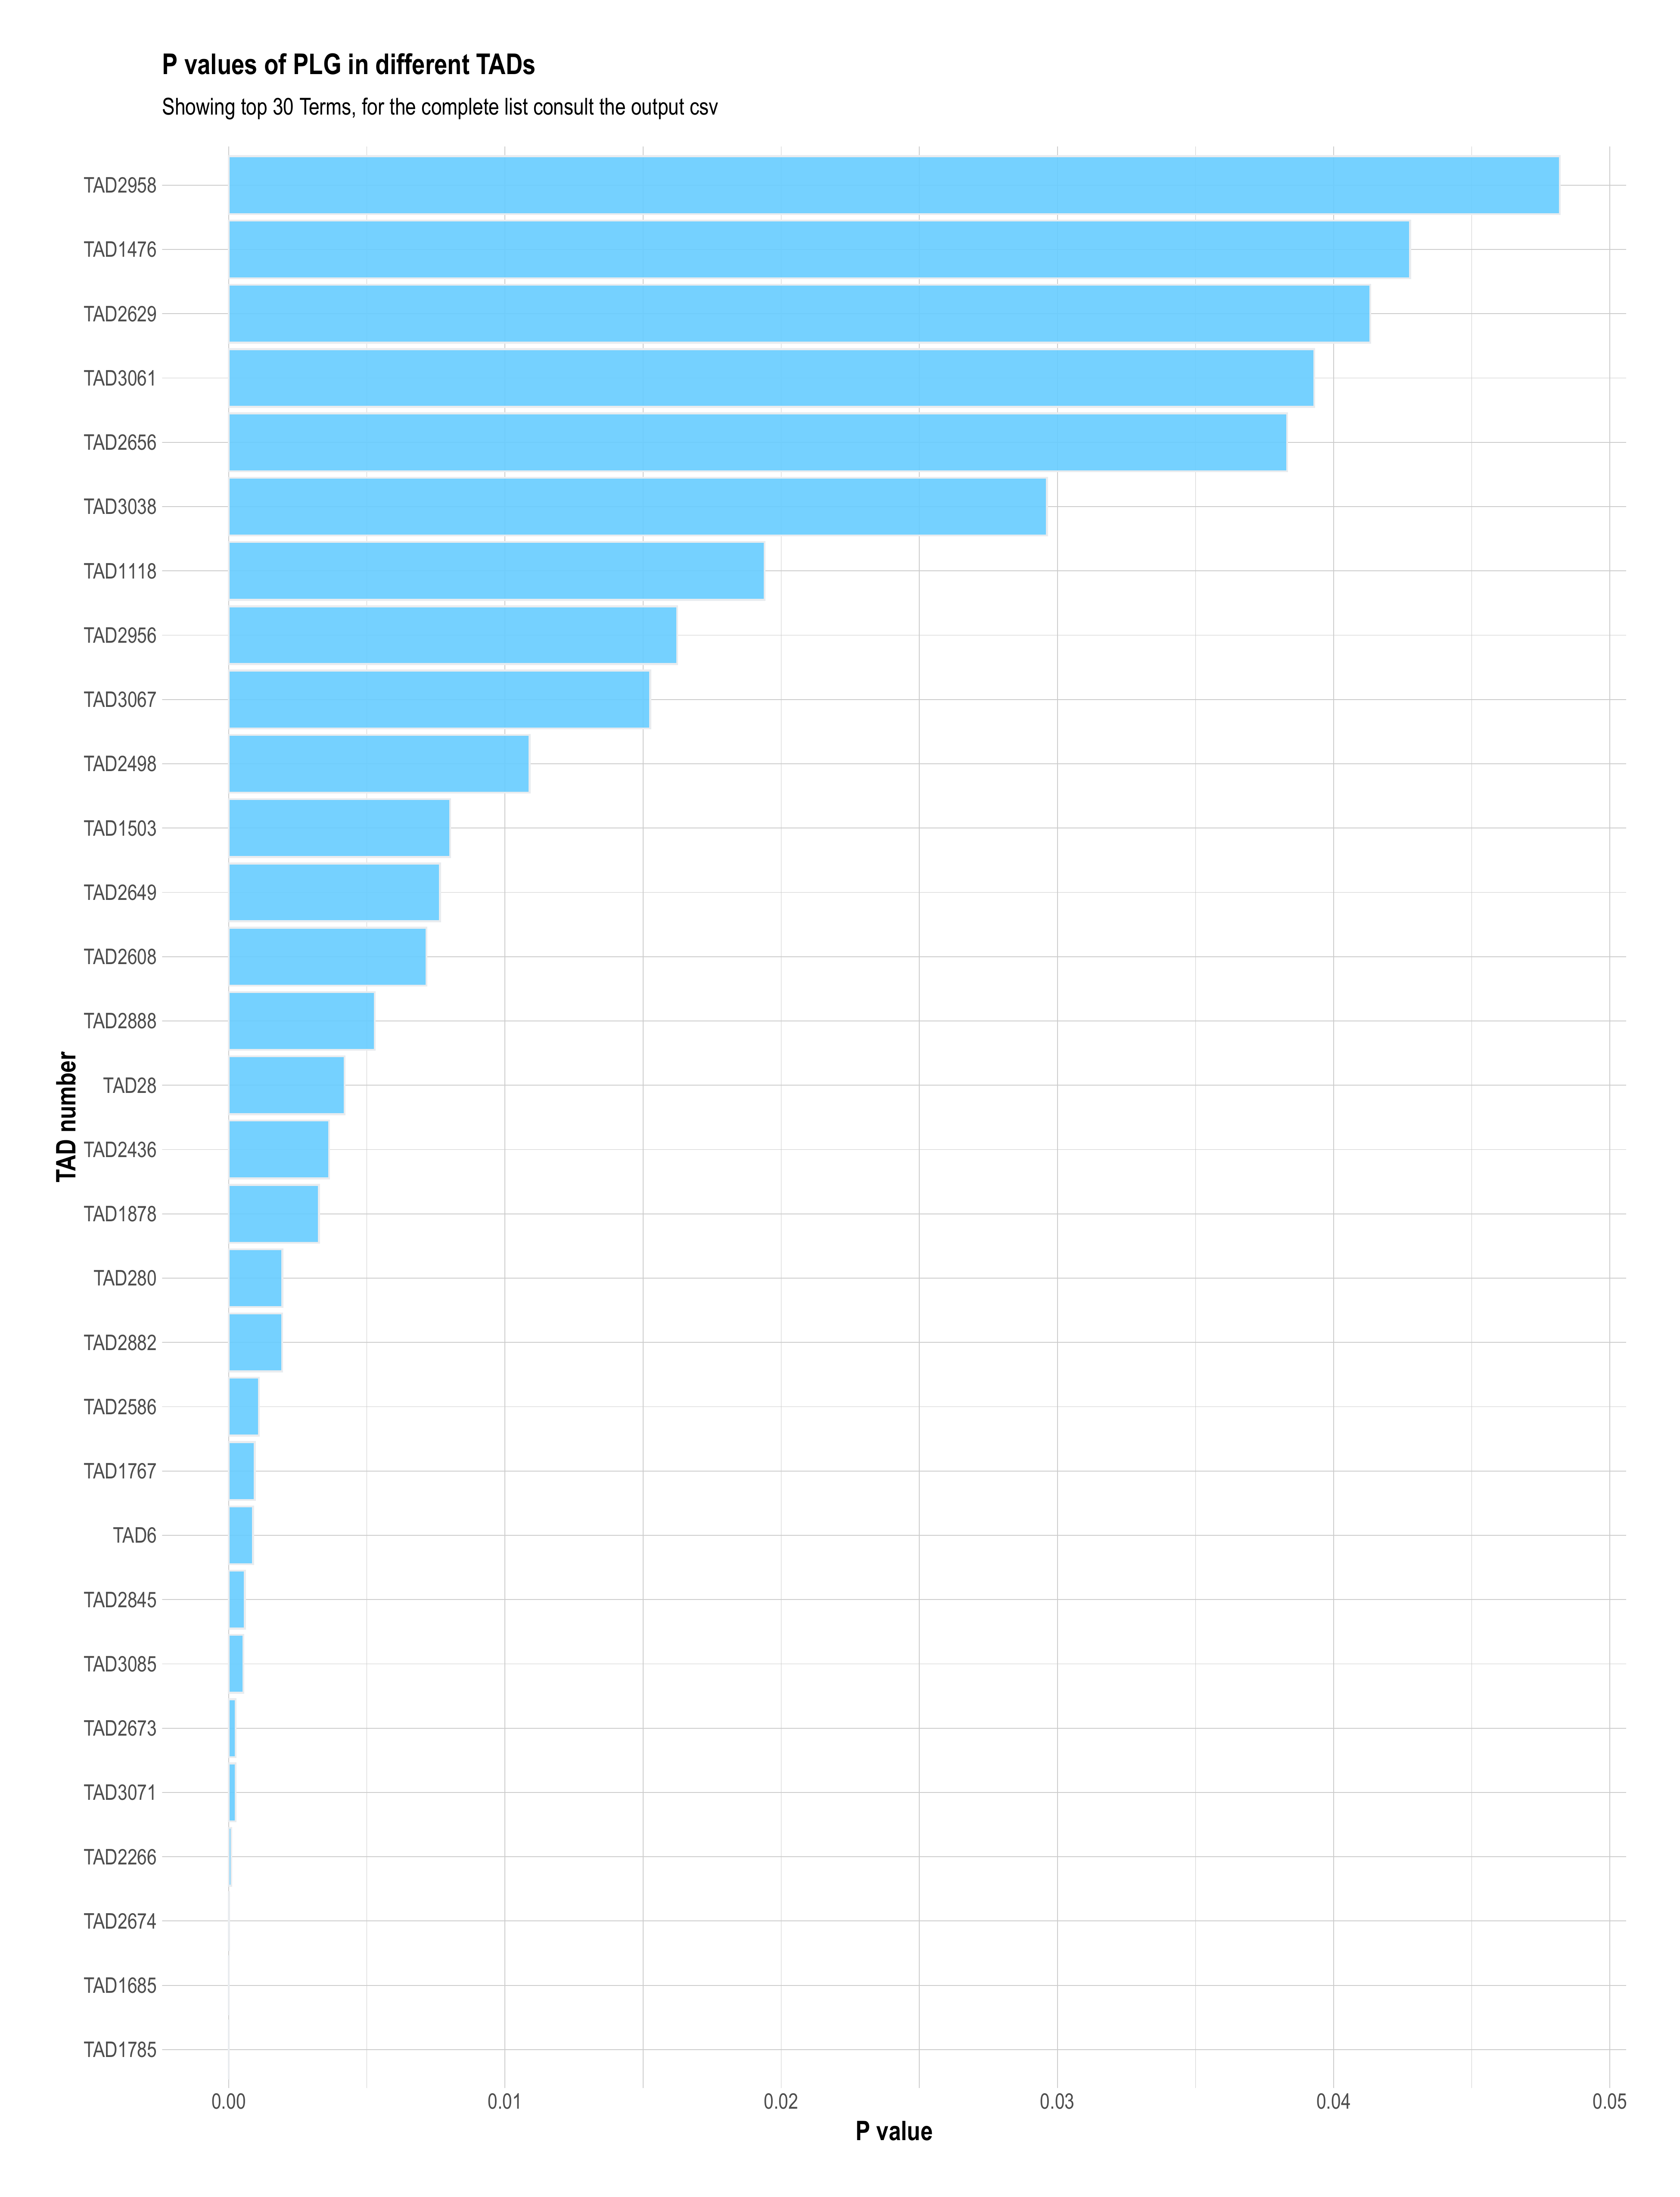 P values of PLG in different TADs
Showing top 30 Terms, for the complete list consult the output csv
TAD number
TAD2958
TAD1476
TAD2629
TAD3061
TAD2656
TAD3038
TAD1118
TAD2956
TAD3067
TAD2498
TAD1503
TAD2649
TAD2608
TAD2888
TAD28
TAD2436
TAD1878
TAD280
TAD2882
TAD2586
TAD1767
TAD6
TAD2845
TAD3085
TAD2673
TAD3071
TAD2266
TAD2674
TAD1685
TAD1785
0.00 0.01 0.02 0.03 0.04 0.05
P value